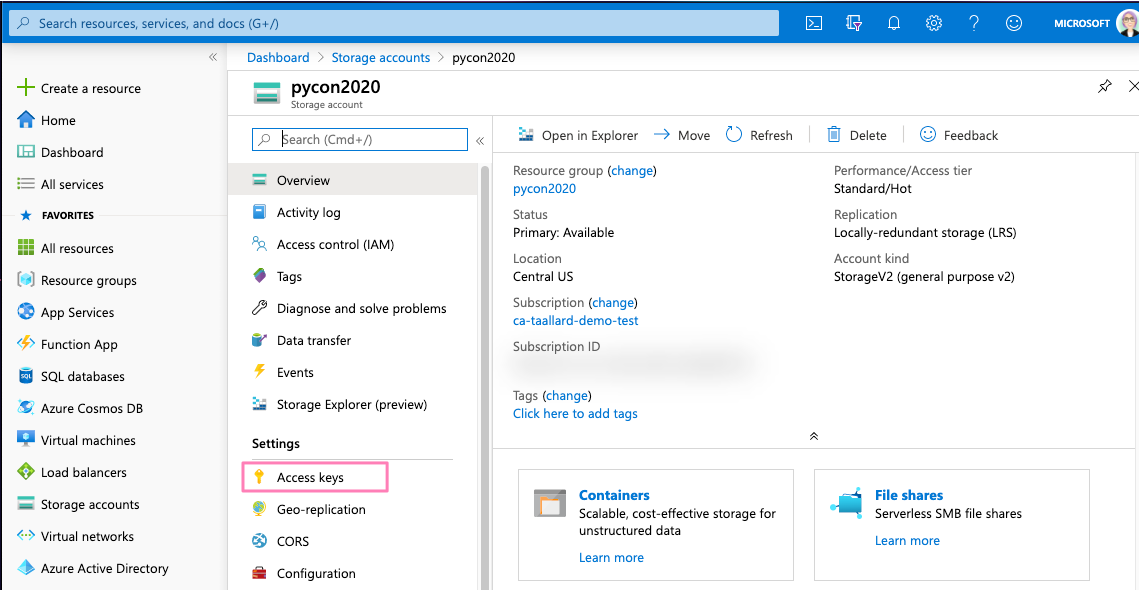 Search resources, services, and docs (G+/)
MICROSOFT
Dashboard > Storage accounts > pycon2020
pycon2020
Storage account
Create a resource
Home
Dashboard
All services
FAVORITES
All resources
Resource groups
App Services
Function App
SQL databases
Azure Cosmos DB
Virtual machines
Load balancers
Storage accounts
Virtual networks
Azure Active Directory
Search (Cmd+/)
Overview
Activity log
Access control (IAM)
Tags
Diagnose and solve problems
Data transfer
Events
Storage Explorer (preview)
Settings
Access keys
Geo-replication
CORS
Configuration
Open in Explorer Move Refresh Delete Feedback
Resource group (change)
pycon2020
Status
Primary: Available
Location
Central US
Subscription (change)
ca-taallard-demo-test
Subscription ID
Tags (change)
Click here to add tags
Performance/Access tier
Standard/Hot
Replication
Locally-redundant storage (LRS)
Account kind
StorageV2 (general purpose v2)
Containers
Scalable, cost-effective storage for
unstructured data
Learn more
File shares
Serverless SMB file shares
Learn more